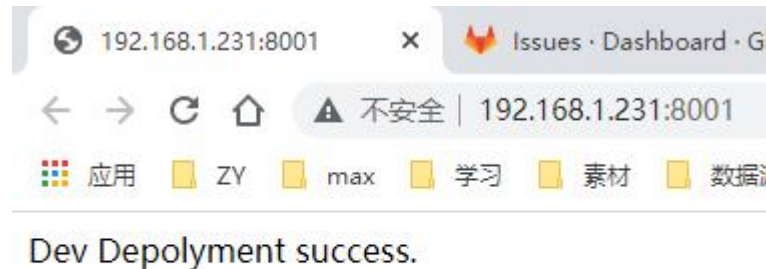 192.168.1.231:8001 Issues · Dashboard · G
不安全 | 192.168.1.231:8001
应用 ZY max 学习 素材 数据
Dev Depolyment success.